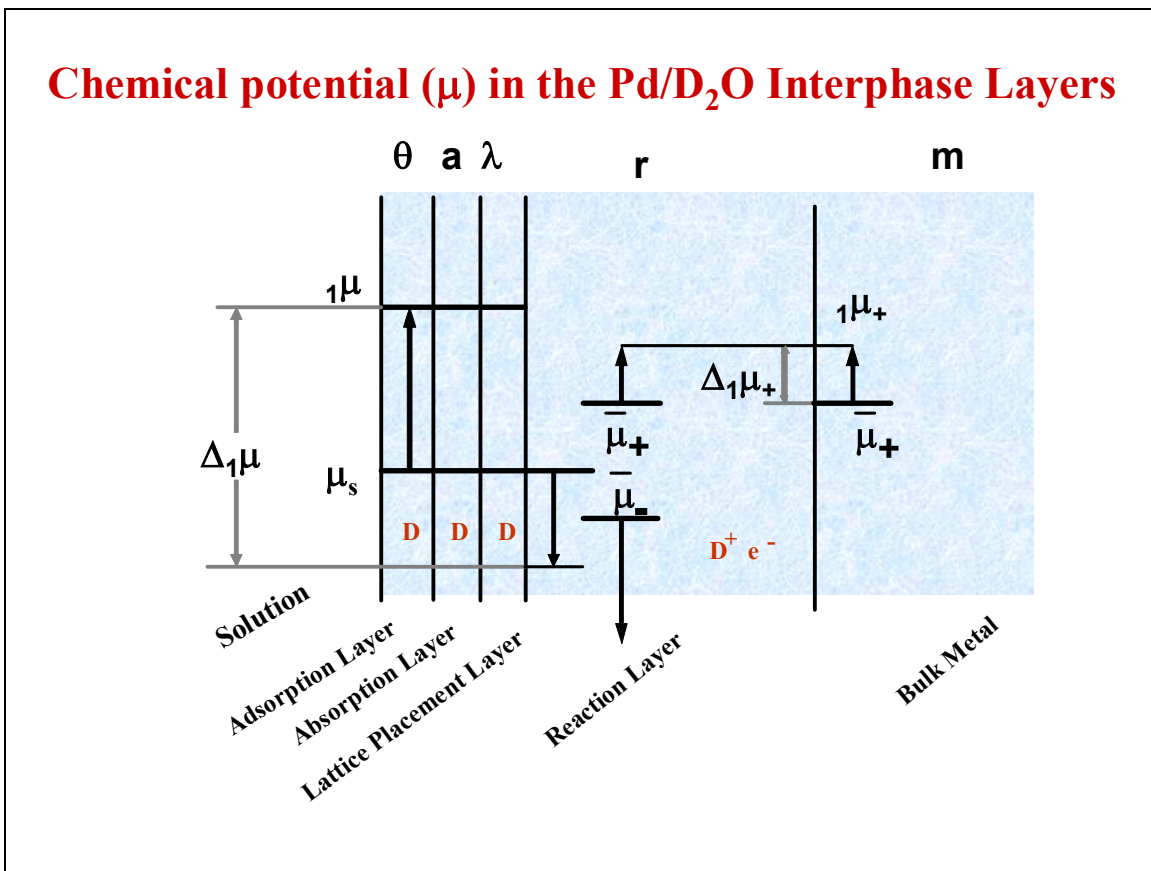 Chemical potential (μ) in the Pd/D₂O Interphase Layers
θ a λ r m
₁μ
₁μ₊
Δ₁μ₊
μ̄₊
μ̄₊
Δ₁μ
μₛ
μ̄₋
D D D
D⁺ e⁻
Solution
Adsorption Layer
Absorption Layer
Lattice Placement Layer
Reaction Layer
Bulk Metal